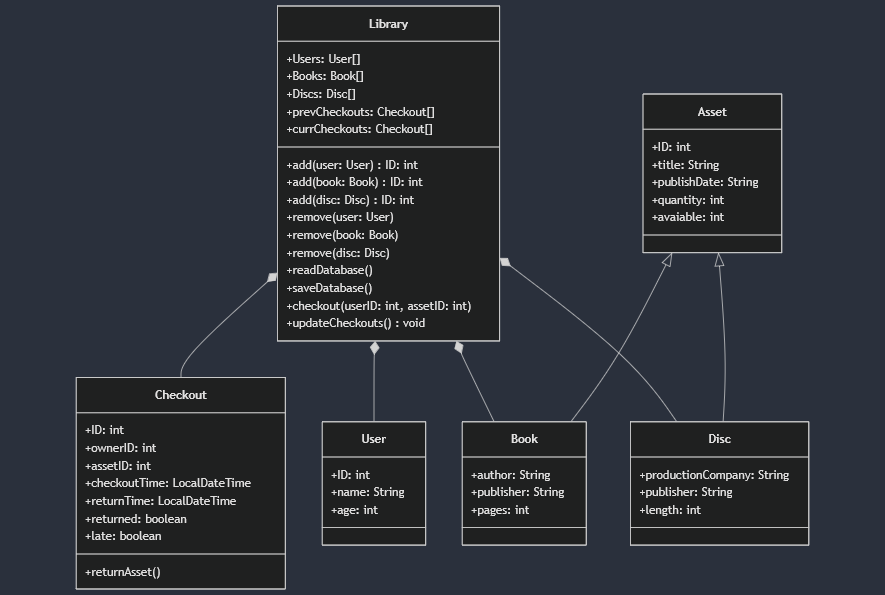 Library
+Users: User[]
+Books: Book[]
+Discs: Disc[]
+prevCheckouts: Checkout[]
+currCheckouts: Checkout[]
+add(user: User) : ID: int
+add(book: Book) : ID: int
+add(disc: Disc) : ID: int
+remove(user: User)
+remove(book: Book)
+remove(disc: Disc)
+readDatabase()
+saveDatabase()
+checkout(userID: int, assetID: int)
+updateCheckouts() : void
Asset
+ID: int
+title: String
+publishDate: String
+quantity: int
+avaiable: int
Checkout
+ID: int
+ownerID: int
+assetID: int
+checkoutTime: LocalDateTime
+returnTime: LocalDateTime
+returned: boolean
+late: boolean
+returnAsset()
User
+ID: int
+name: String
+age: int
Book
+author: String
+publisher: String
+pages: int
Disc
+productionCompany: String
+publisher: String
+length: int